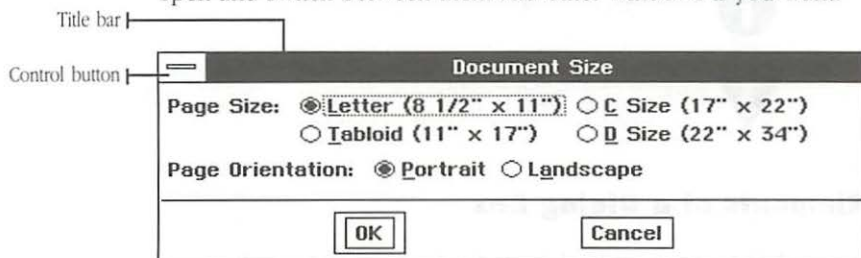 Title bar
Control button
Document Size
Page Size: Letter (8 1/2" x 11") C Size (17" x 22")
Tabloid (11" x 17") D Size (22" x 34")
Page Orientation: Portrait Landscape
OK Cancel